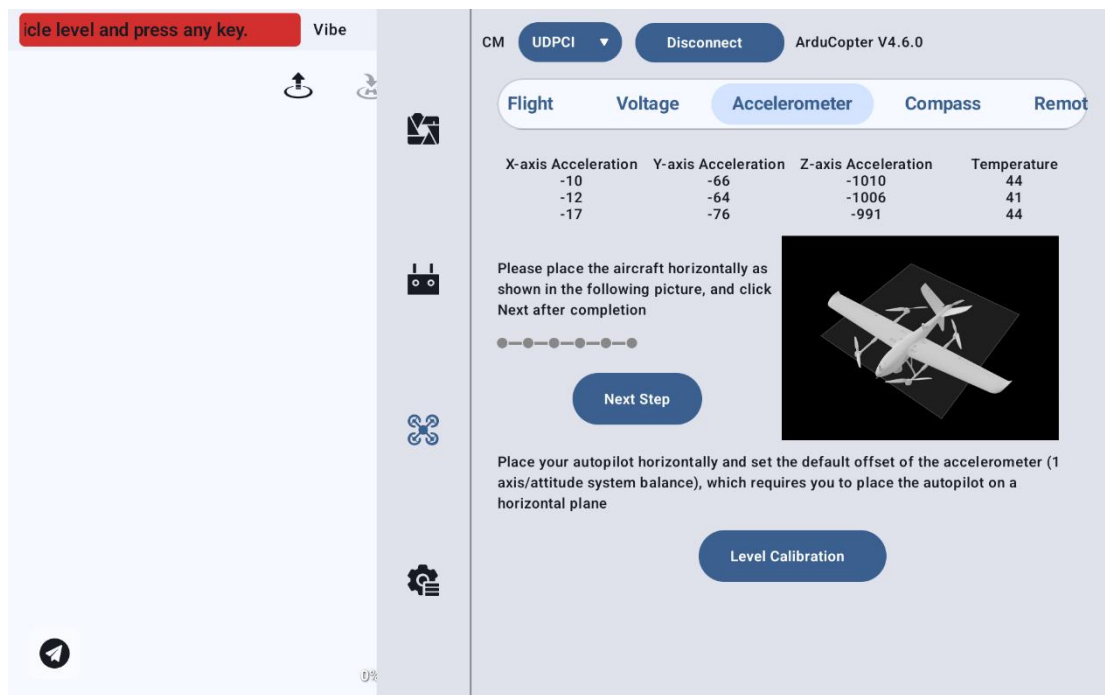 icle level and press any key.
Vibe
0%
CM UDPCI Disconnect ArduCopter V4.6.0
Flight Voltage Accelerometer Compass Remot
X-axis Acceleration Y-axis Acceleration Z-axis Acceleration Temperature
-10 -66 -1010 44
-12 -64 -1006 41
-17 -76 -991 44
Please place the aircraft horizontally as
shown in the following picture, and click
Next after completion
Next Step
Place your autopilot horizontally and set the default offset of the accelerometer (1
axis/attitude system balance), which requires you to place the autopilot on a
horizontal plane
Level Calibration